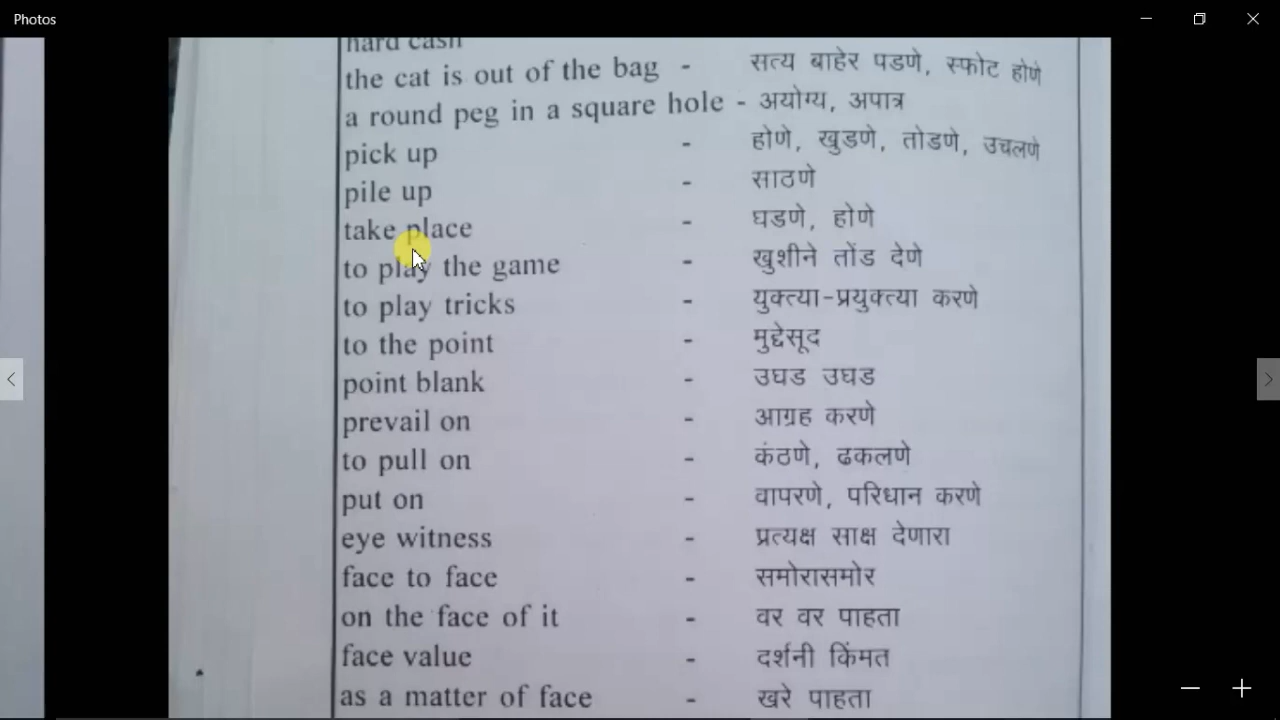 Photos
hard cash
the cat is out of the bag - सत्य बाहेर पडणे, स्फोट होणे
a round peg in a square hole - अयोग्य, अपात्र
pick up - होणे, खुडणे, तोडणे, उचलणे
pile up - साठणे
take place - घडणे, होणे
to play the game - खुशीने तोंड देणे
to play tricks - युक्त्या-प्रयुक्त्या करणे
to the point - मुद्देसूद
point blank - उघड उघड
prevail on - आग्रह करणे
to pull on - कंठणे, ढकलणे
put on - वापरणे, परिधान करणे
eye witness - प्रत्यक्ष साक्ष देणारा
face to face - समोरासमोर
on the face of it - वर वर पाहता
face value - दर्शनी किंमत
as a matter of face - खरे पाहता